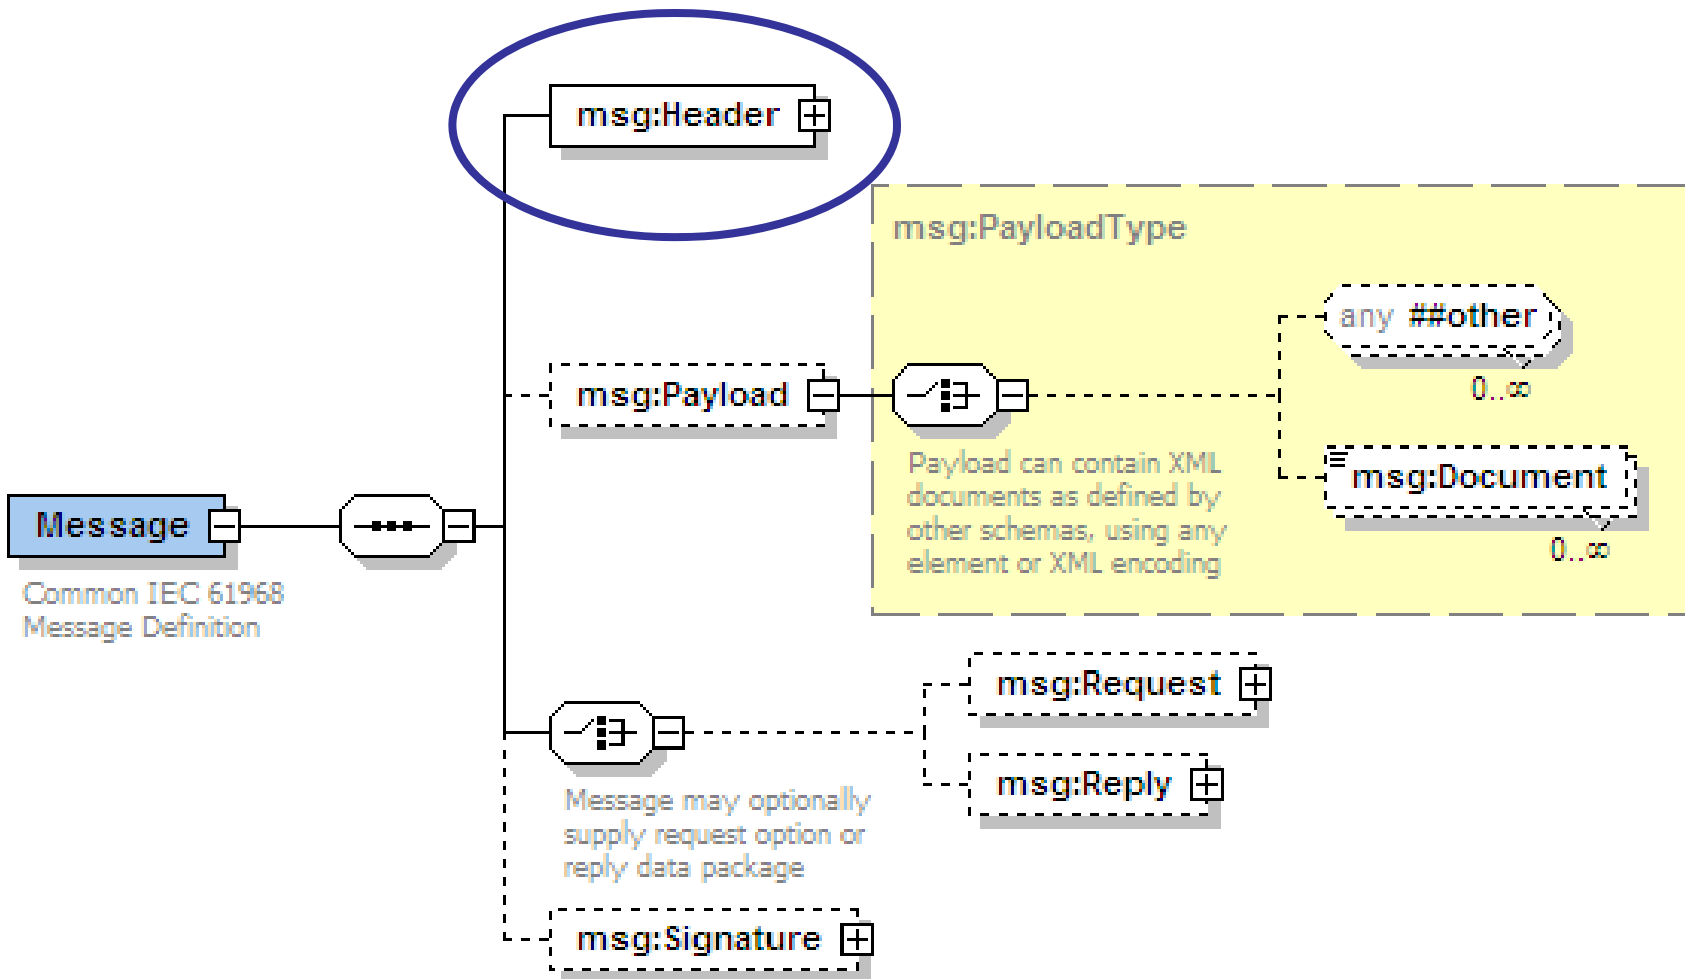 msg:Header
msg:PayloadType
any ##other
0..∞
msg:Payload
Payload can contain XML
documents as defined by
other schemas, using any
element or XML encoding
msg:Document
0..∞
Message
Common IEC 61968
Message Definition
msg:Request
msg:Reply
Message may optionally
supply request option or
reply data package
msg:Signature